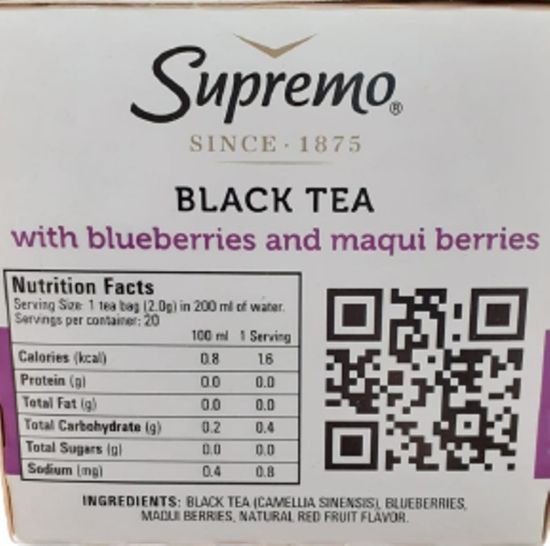 Supremo®
SINCE · 1875
BLACK TEA
with blueberries and maqui berries
Nutrition Facts
Serving Size: 1 tea bag (2.0g) in 200 ml of water.
Servings per container: 20
100 ml 1 Serving
Calories (kcal) 0.8 1.6
Protein (g) 0.0 0.0
Total Fat (g) 0.0 0.0
Total Carbohydrate (g) 0.2 0.4
Total Sugars (g) 0.0 0.0
Sodium (mg) 0.4 0.8
INGREDIENTS: BLACK TEA (CAMELLIA SINENSIS), BLUEBERRIES,
MAQUI BERRIES, NATURAL RED FRUIT FLAVOR.